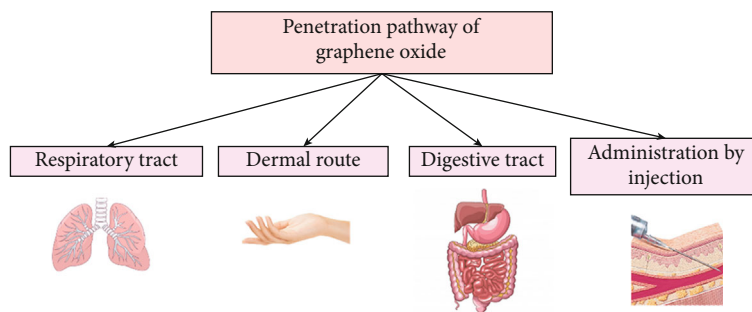 Penetration pathway of
graphene oxide
Respiratory tract
Dermal route
Digestive tract
Administration by
injection